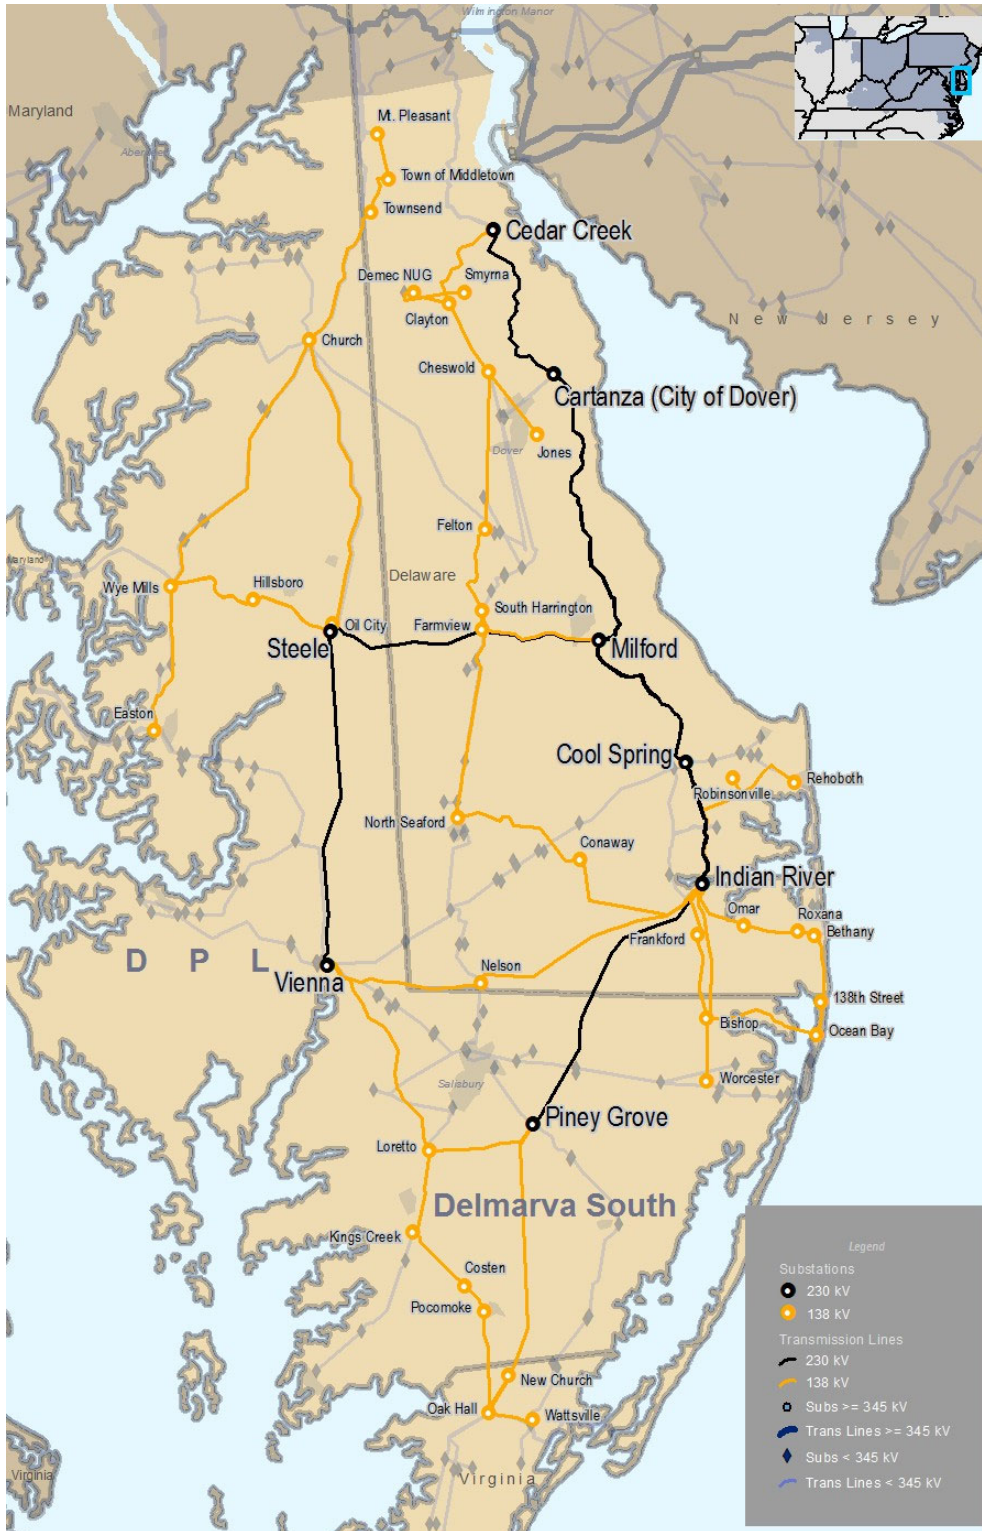 Wilmington Manor
Maryland
Mt. Pleasant
Town of Middletown
Townsend
Cedar Creek
Demec NUG
Smyrna
Clayton
New Jersey
Church
Cheswold
Cartanza (City of Dover)
Dover
Jones
Felton
Maryland
Delaware
Wye Mills
Hillsboro
South Harrington
Oil City
Farmview
Steele
Milford
Easton
Cool Spring
Rehoboth
Robinsonville
North Seaford
Conaway
Indian River
Omar
Roxana
Frankford
Bethany
D P L
Nelson
Vienna
138th Street
Bishop
Ocean Bay
Worcester
Salisbury
Piney Grove
Loretto
Delmarva South
Kings Creek
Costen
Pocomoke
New Church
Oak Hall
Wattsville
Virginia
Virginia
Legend
Substations
230 kV
138 kV
Transmission Lines
230 kV
138 kV
Subs >= 345 kV
Trans Lines >= 345 kV
Subs < 345 kV
Trans Lines < 345 kV